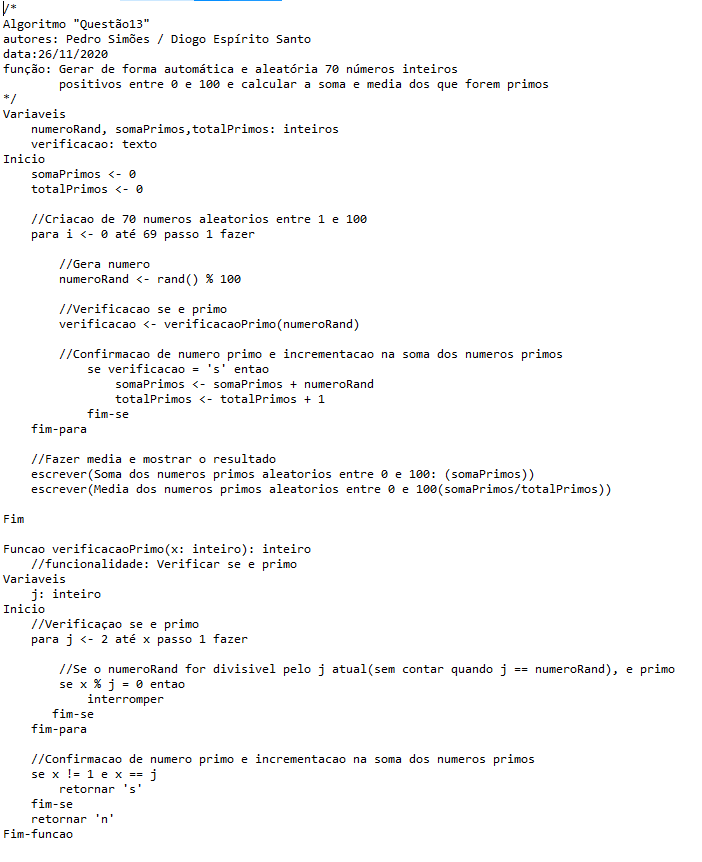 /*
Algoritmo "Questão13"
autores: Pedro Simões / Diogo Espírito Santo
data:26/11/2020
função: Gerar de forma automática e aleatória 70 números inteiros
        positivos entre 0 e 100 e calcular a soma e media dos que forem primos
*/
Variaveis
    numeroRand, somaPrimos,totalPrimos: inteiros
    verificacao: texto
Inicio
    somaPrimos <- 0
    totalPrimos <- 0

    //Criacao de 70 numeros aleatorios entre 1 e 100
    para i <- 0 até 69 passo 1 fazer

        //Gera numero
        numeroRand <- rand() % 100

        //Verificacao se e primo
        verificacao <- verificacaoPrimo(numeroRand)

        //Confirmacao de numero primo e incrementacao na soma dos numeros primos
            se verificacao = 's' entao
                somaPrimos <- somaPrimos + numeroRand
                totalPrimos <- totalPrimos + 1
            fim-se
    fim-para

    //Fazer media e mostrar o resultado
    escrever(Soma dos numeros primos aleatorios entre 0 e 100: (somaPrimos))
    escrever(Media dos numeros primos aleatorios entre 0 e 100(somaPrimos/totalPrimos))

Fim

Funcao verificacaoPrimo(x: inteiro): inteiro
    //funcionalidade: Verificar se e primo
Variaveis
    j: inteiro
Inicio
    //Verificaçao se e primo
    para j <- 2 até x passo 1 fazer

        //Se o numeroRand for divisivel pelo j atual(sem contar quando j == numeroRand), e primo
        se x % j = 0 entao
            interromper
       fim-se
    fim-para

    //Confirmacao de numero primo e incrementacao na soma dos numeros primos
    se x != 1 e x == j
        retornar 's'
    fim-se
    retornar 'n'
Fim-funcao